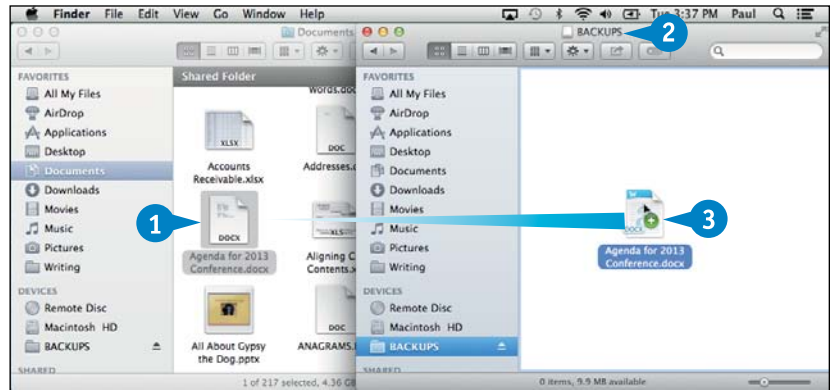 Finder File Edit View Go Window Help Tue 3:37 PM Paul
Documents
FAVORITES
All My Files
AirDrop
Applications
Desktop
Documents
Downloads
Movies
Music
Pictures
Writing
DEVICES
Remote Disc
Macintosh HD
BACKUPS
SHARED
Shared Folder
XLSX
Accounts
Receivable.xlsx
DOC
DOCX
Agenda for 2013
Conference.docx
XLS
Aligning C
DOC
All About Gypsy
the Dog.pptx
1 of 217 selected, 4.36 GB
BACKUPS
FAVORITES
All My Files
AirDrop
Applications
Desktop
Documents
Downloads
Movies
Music
Pictures
Writing
DEVICES
Remote Disc
Macintosh HD
BACKUPS
SHARED
W
DOCX
Agenda for 2013
Conference.docx
0 items, 9.9 MB available
1
2
3